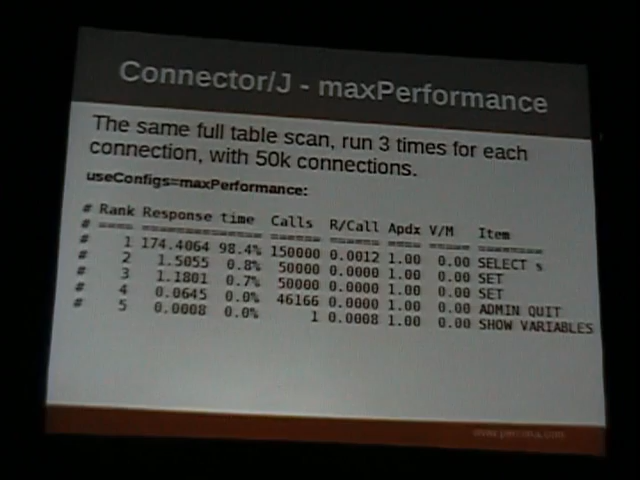 Connector/J - maxPerformance
The same full table scan, run 3 times for each
connection, with 50k connections.
useConfigs=maxPerformance:
# Rank Response time Calls R/Call Apdx V/M Item
# ==== ============= ====== ====== ==== ===== =======
# 1 174.4064 98.4% 150000 0.0012 1.00 0.00 SELECT s
# 2 1.5055 0.8% 50000 0.0000 1.00 0.00 SET
# 3 1.1801 0.7% 50000 0.0000 1.00 0.00 SET
# 4 0.0645 0.0% 46166 0.0000 1.00 0.00 ADMIN QUIT
# 5 0.0008 0.0% 1 0.0008 1.00 0.00 SHOW VARIABLES
www.percona.com